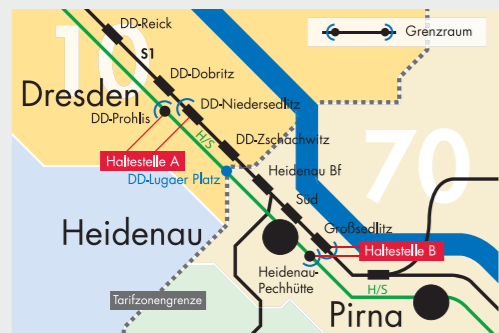 DD-Reick
10
S1
Grenzraum
DD-Dobritz
Dresden
DD-Niedersedlitz
DD-Prohlis
H/S
DD-Zschachwitz
Haltestelle A
70
Heidenau Bf
DD-Lugaer Platz
Süd
Heidenau
Großsedlitz
Haltestelle B
Heidenau-
Pechhütte
H/S
Tarifzonengrenze
Pirna